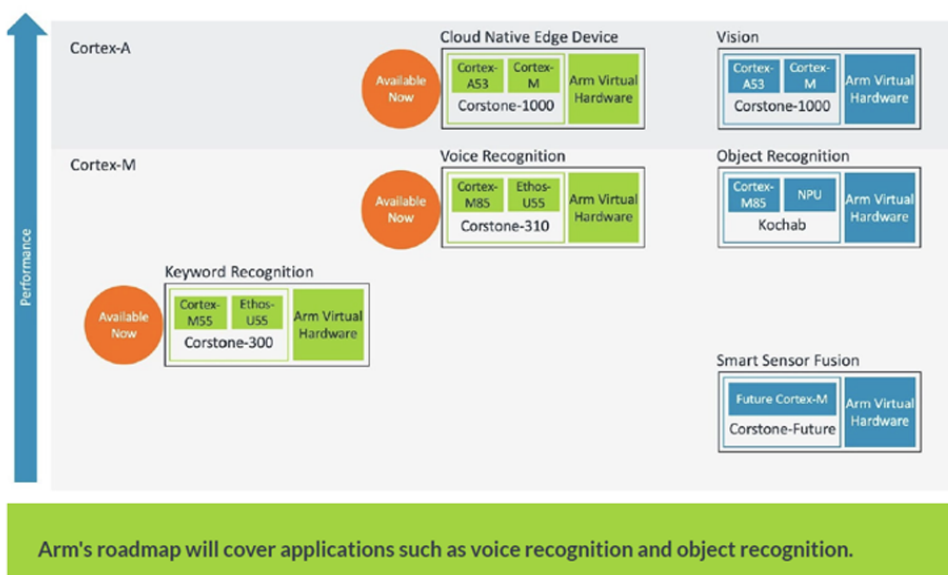 Performance
Cortex-A
Cloud Native Edge Device
Available
Now
Cortex-
A53
Cortex-
M
Corstone-1000
Arm Virtual
Hardware
Vision
Cortex-
A53
Cortex-
M
Corstone-1000
Arm Virtual
Hardware
Cortex-M
Voice Recognition
Available
Now
Cortex-
M85
Ethos-
U55
Corstone-310
Arm Virtual
Hardware
Object Recognition
Cortex-
M85
NPU
Kochab
Arm Virtual
Hardware
Keyword Recognition
Available
Now
Cortex-
M55
Ethos-
U55
Corstone-300
Arm Virtual
Hardware
Smart Sensor Fusion
Future Cortex-M
Corstone-Future
Arm Virtual
Hardware
Arm's roadmap will cover applications such as voice recognition and object recognition.